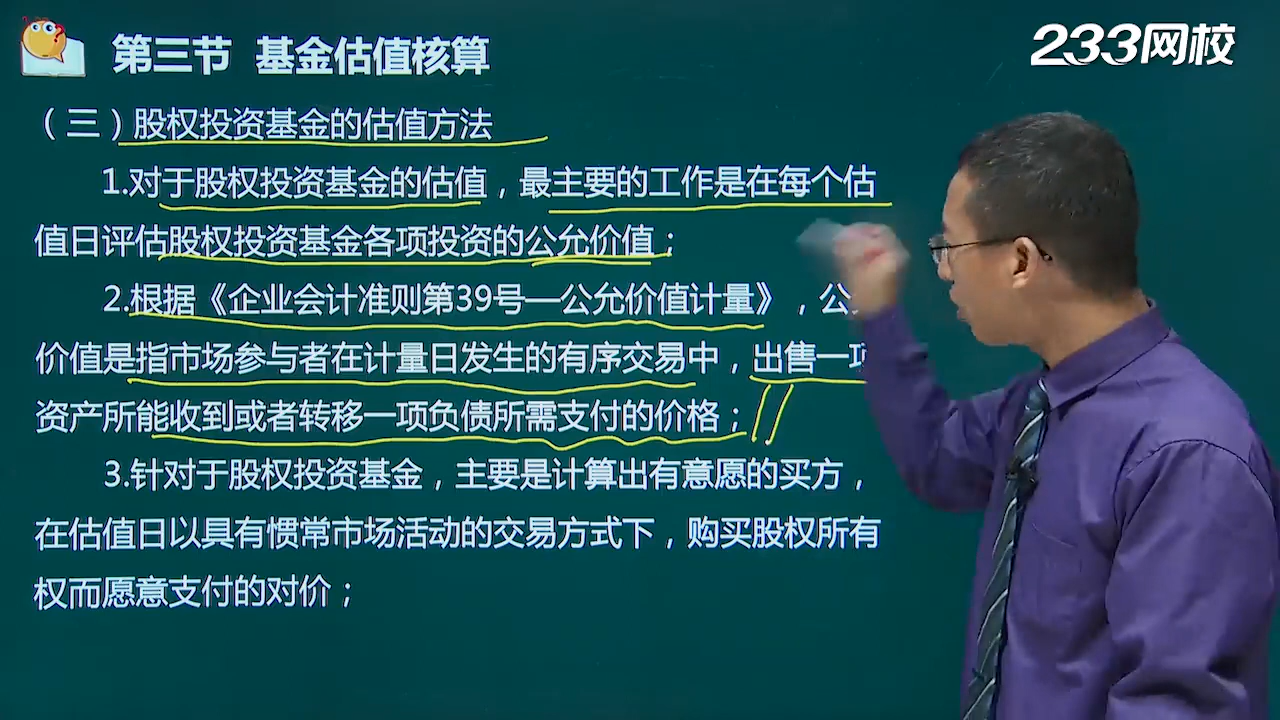 第三节 基金估值核算
233网校
（三）股权投资基金的估值方法
1.对于股权投资基金的估值，最主要的工作是在每个估
值日评估股权投资基金各项投资的公允价值；
2.根据《企业会计准则第39号—公允价值计量》，公
价值是指市场参与者在计量日发生的有序交易中，出售一项
资产所能收到或者转移一项负债所需支付的价格；
3.针对于股权投资基金，主要是计算出有意愿的买方，
在估值日以具有惯常市场活动的交易方式下，购买股权所有
权而愿意支付的对价；